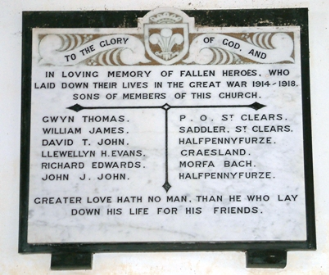 TO THE GLORY OF GOD, AND
IN LOVING MEMORY OF FALLEN HEROES, WHO
LAID DOWN THEIR LIVES IN THE GREAT WAR 1914-1918.
SONS OF MEMBERS OF THIS CHURCH.
GWYN THOMAS. P. O. ST CLEARS.
WILLIAM JAMES. SADDLER. ST CLEARS.
DAVID T. JOHN. HALFPENNYFURZE.
LLEWELLYN H. EVANS. CRAESLAND.
RICHARD EDWARDS. MORFA BACH.
JOHN J. JOHN. HALFPENNYFURZE.
GREATER LOVE HATH NO MAN, THAN HE WHO LAY
DOWN HIS LIFE FOR HIS FRIENDS.